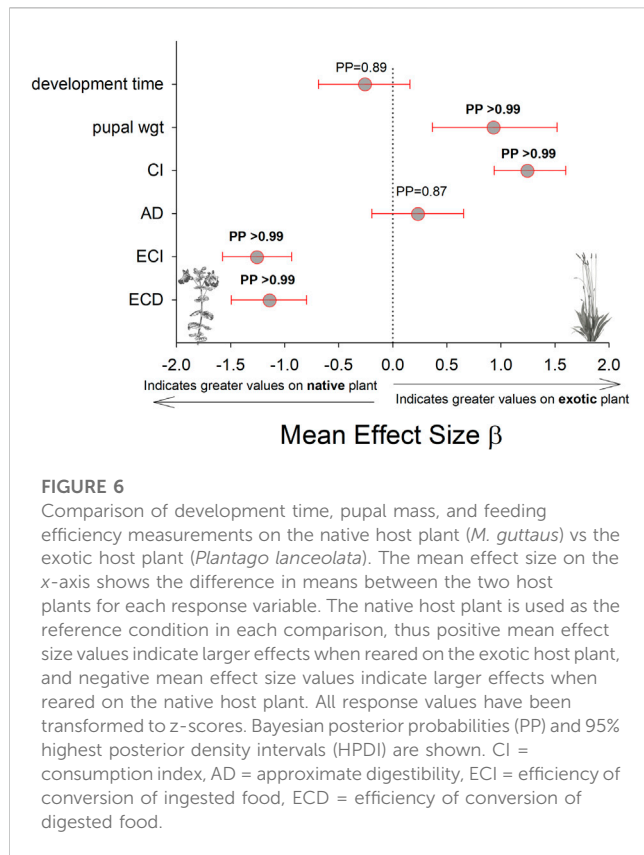 PP=0.89
development time
PP >0.99
pupal wgt
PP >0.99
CI
PP=0.87
AD
PP >0.99
ECI
PP >0.99
ECD
-2.0 -1.5 -1.0 -0.5 0.0 0.5 1.0 1.5 2.0
Indicates greater values on native plant
Indicates greater values on exotic plant
Mean Effect Size β
FIGURE 6
Comparison of development time, pupal mass, and feeding
efficiency measurements on the native host plant (M. guttaus) vs the
exotic host plant (Plantago lanceolata). The mean effect size on the
x-axis shows the difference in means between the two host
plants for each response variable. The native host plant is used as the
reference condition in each comparison, thus positive mean effect
size values indicate larger effects when reared on the exotic host plant,
and negative mean effect size values indicate larger effects when
reared on the native host plant. All response values have been
transformed to z-scores. Bayesian posterior probabilities (PP) and 95%
highest posterior density intervals (HPDI) are shown. CI =
consumption index, AD = approximate digestibility, ECI = efficiency of
conversion of ingested food, ECD = efficiency of conversion of
digested food.